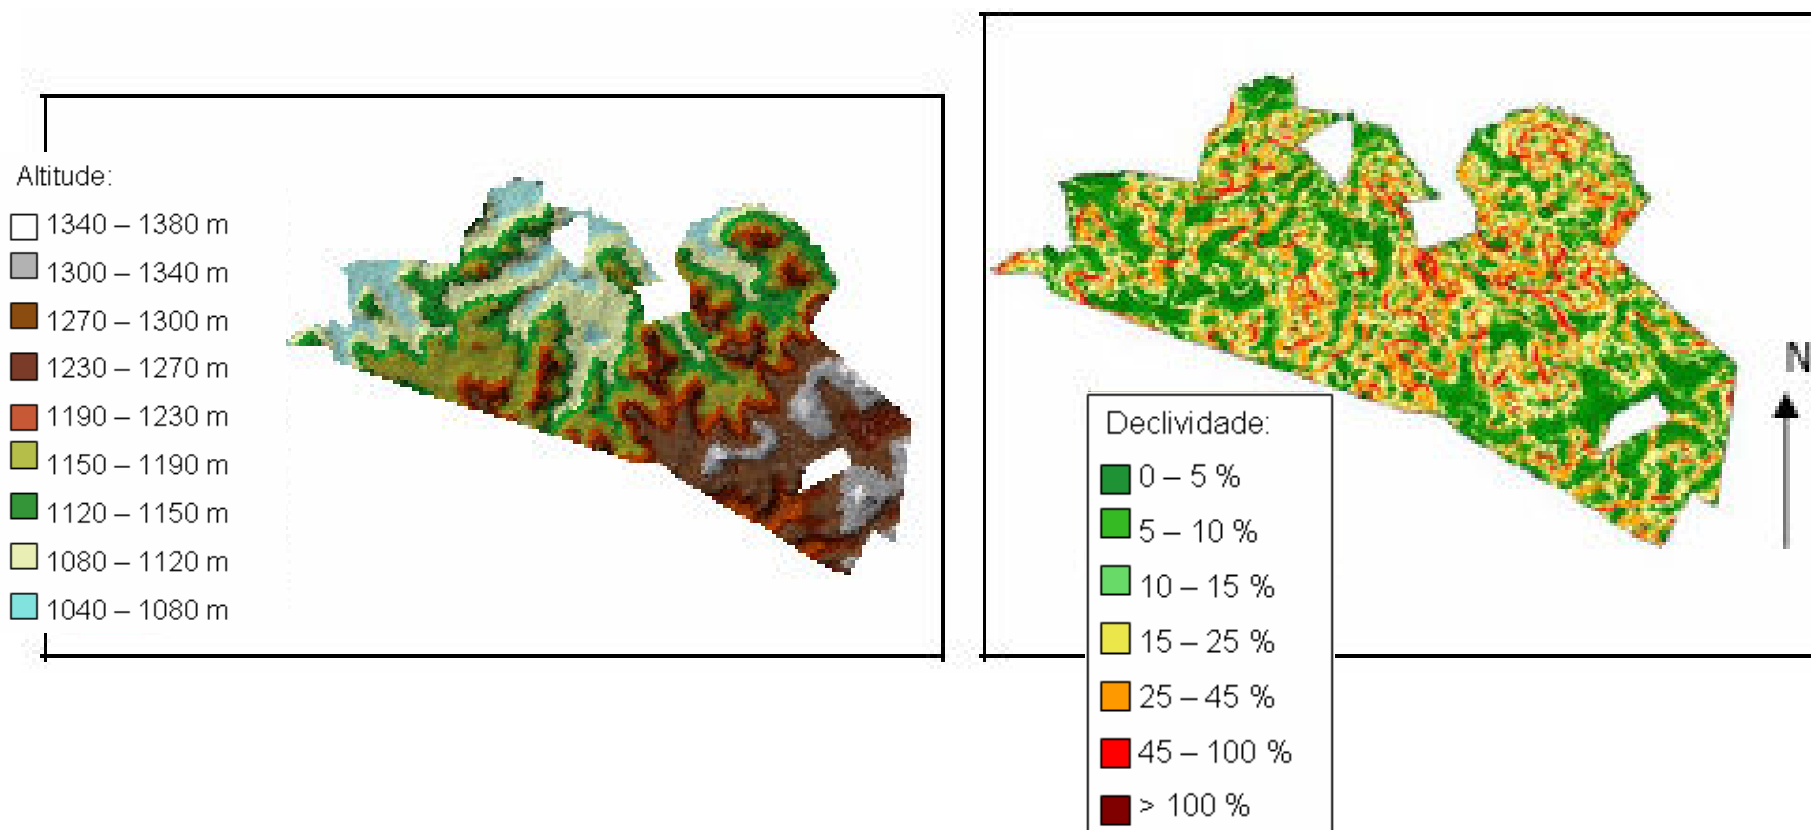 Altitude:
1340 – 1380 m
1300 – 1340 m
1270 – 1300 m
1230 – 1270 m
1190 – 1230 m
1150 – 1190 m
1120 – 1150 m
1080 – 1120 m
1040 – 1080 m
N
Declividade:
0 – 5 %
5 – 10 %
10 – 15 %
15 – 25 %
25 – 45 %
45 – 100 %
> 100 %